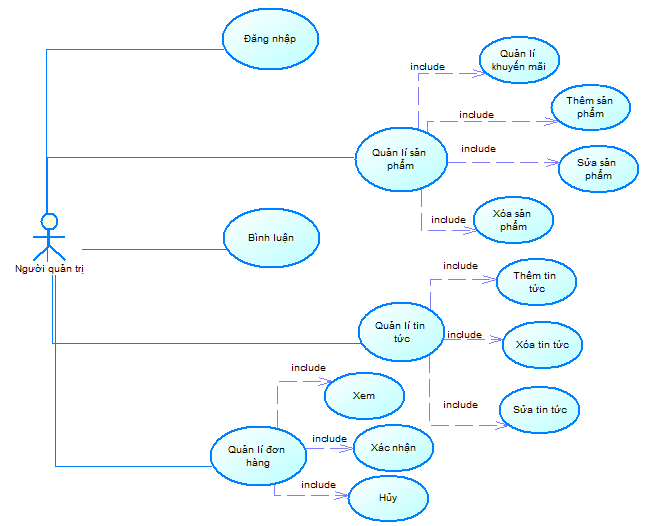 Đăng nhập
Quản lí
khuyến mãi
include
Thêm sản
phẩm
include
Quản lí sản
phẩm
include
Sửa sản
phẩm
Xóa sản
phẩm
include
Bình luận
Người quản trị
include
Thêm tin
tức
Quản lí tin
tức
include
Xóa tin tức
include
Sửa tin tức
include
Xem
Quản lí đơn
hàng
include
Xác nhận
include
Hủy